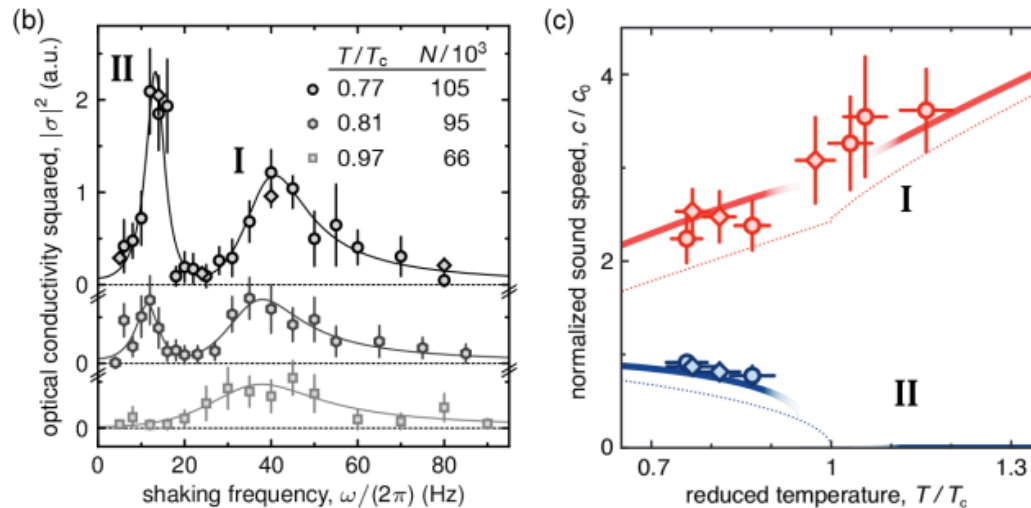 (b)
optical conductivity squared, |σ|² (a.u.)
II
I
T/Tc N/10³
0.77 105
0.81 95
0.97 66
2
1
0
0
0
0 20 40 60 80
shaking frequency, ω/(2π) (Hz)
(c)
normalized sound speed, c/c₀
4
2
0
I
II
0.7 1 1.3
reduced temperature, T/Tc